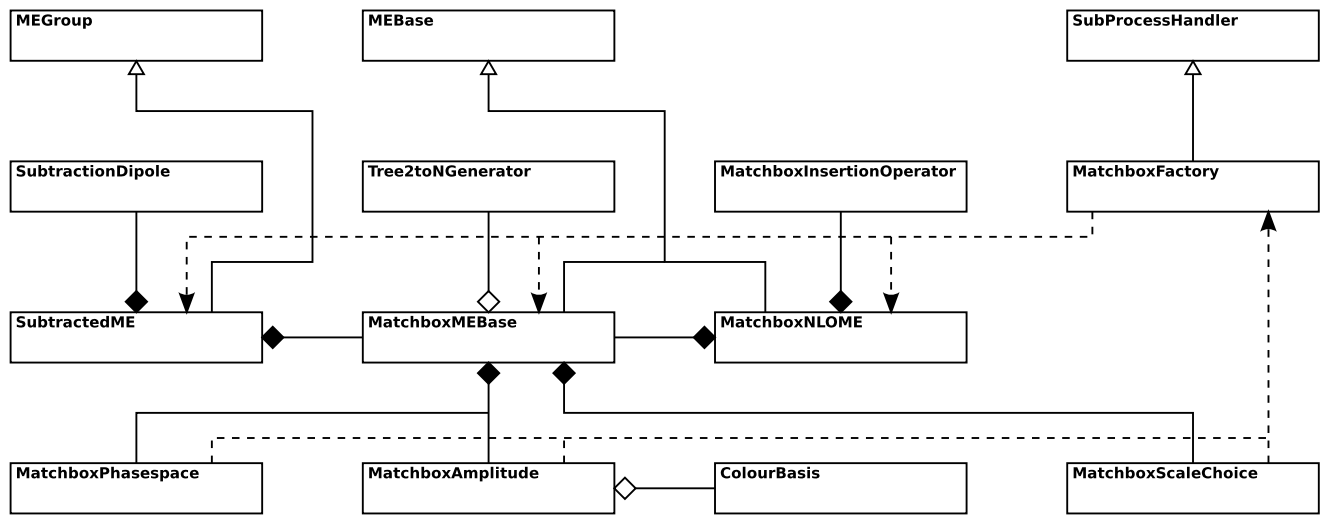 MEGroup
MEBase
SubProcessHandler
SubtractionDipole
Tree2toNGenerator
MatchboxInsertionOperator
MatchboxFactory
SubtractedME
MatchboxMEBase
MatchboxNLOME
MatchboxPhasespace
MatchboxAmplitude
ColourBasis
MatchboxScaleChoice